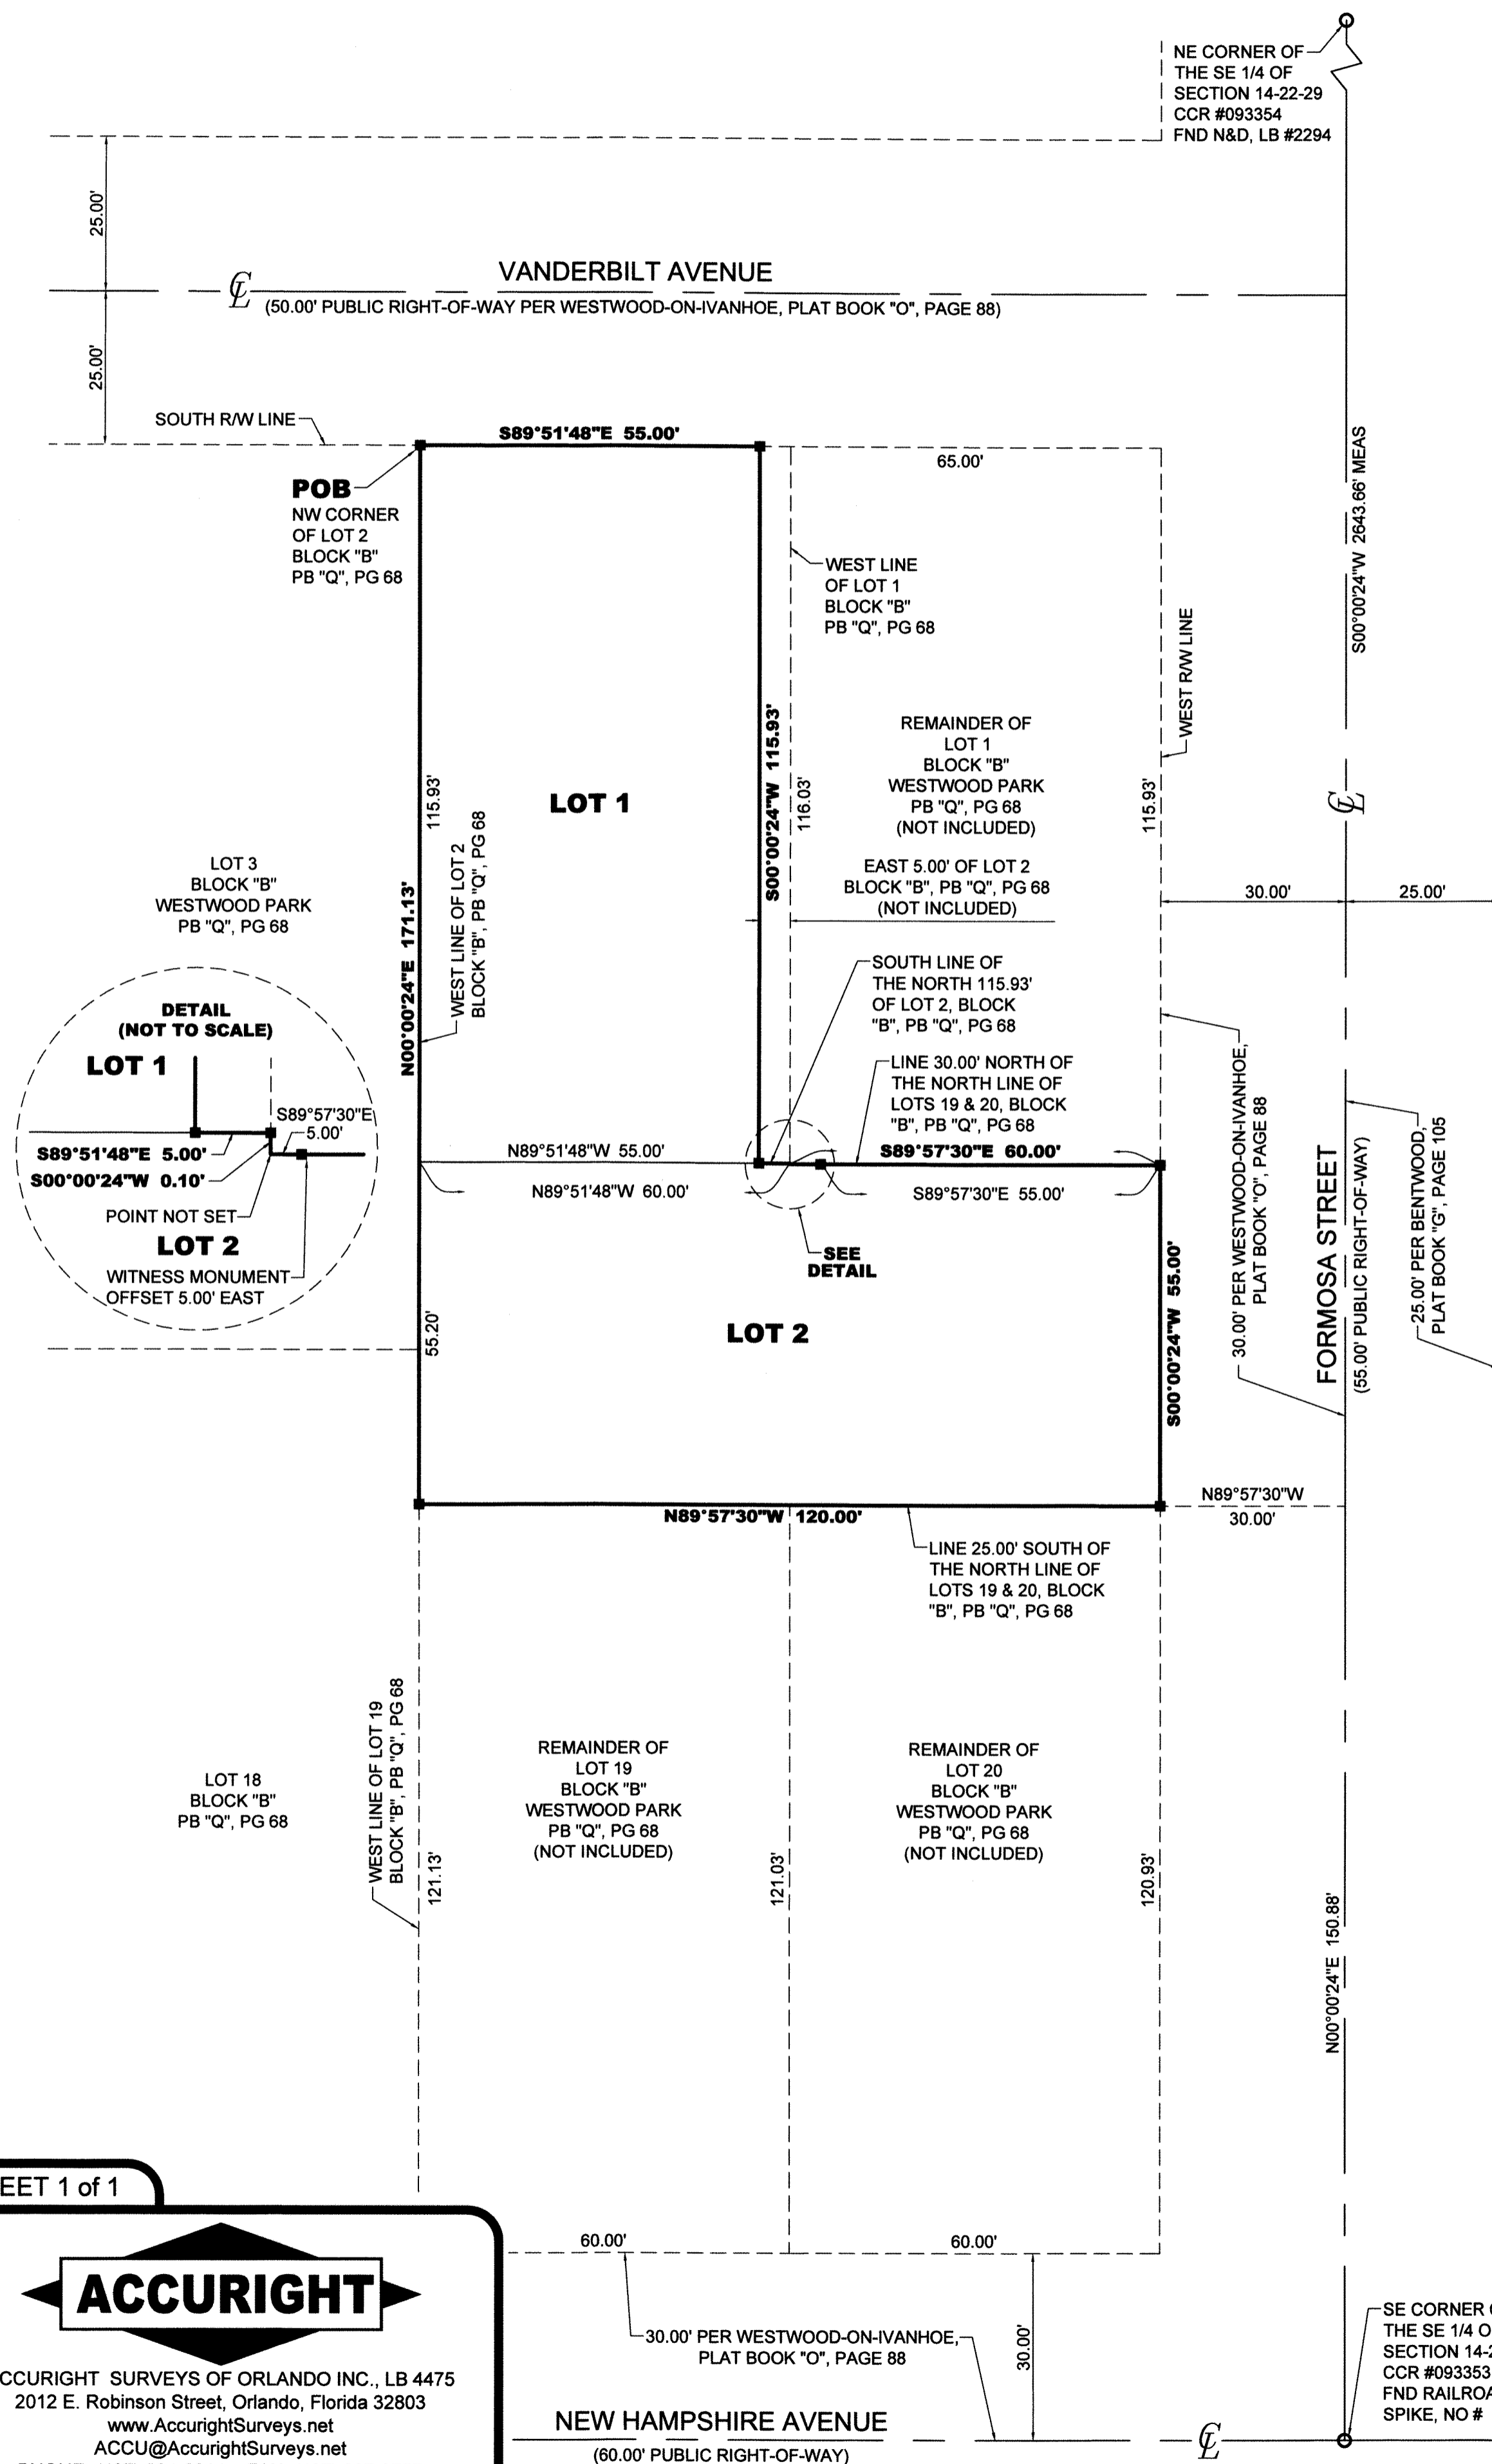 NE CORNER OF
THE SE 1/4 OF
SECTION 14-22-29
CCR #093354
FND N&D, LB #2294
25.00'
VANDERBILT AVENUE
(50.00' PUBLIC RIGHT-OF-WAY PER WESTWOOD-ON-IVANHOE, PLAT BOOK "O", PAGE 88)
25.00'
SOUTH R/W LINE
S89°51'48"E 55.00'
65.00'
POB
NW CORNER
OF LOT 2
BLOCK "B"
PB "Q", PG 68
S00°00'24"W 2643.66' MEAS
WEST LINE
OF LOT 1
BLOCK "B"
PB "Q", PG 68
WEST R/W LINE
REMAINDER OF
LOT 1
BLOCK "B"
WESTWOOD PARK
PB "Q", PG 68
(NOT INCLUDED)
LOT 1
115.93'
S00°00'24"W 115.93'
116.03'
115.93'
LOT 3
BLOCK "B"
WESTWOOD PARK
PB "Q", PG 68
N00°00'24"E 171.13'
WEST LINE OF LOT 2
BLOCK "B", PB "Q", PG 68
EAST 5.00' OF LOT 2
BLOCK "B", PB "Q", PG 68
(NOT INCLUDED)
30.00'
25.00'
SOUTH LINE OF
THE NORTH 115.93'
OF LOT 2, BLOCK
"B", PB "Q", PG 68
LINE 30.00' NORTH OF
THE NORTH LINE OF
LOTS 19 & 20, BLOCK
"B", PB "Q", PG 68
DETAIL
(NOT TO SCALE)
LOT 1
S89°57'30"E
5.00'
S89°51'48"E 5.00'
S00°00'24"W 0.10'
POINT NOT SET
LOT 2
WITNESS MONUMENT
OFFSET 5.00' EAST
N89°51'48"W 55.00'
S89°57'30"E 60.00'
N89°51'48"W 60.00'
S89°57'30"E 55.00'
SEE
DETAIL
30.00' PER WESTWOOD-ON-IVANHOE,
PLAT BOOK "O", PAGE 88
FORMOSA STREET
(55.00' PUBLIC RIGHT-OF-WAY)
25.00' PER BENTWOOD,
PLAT BOOK "G", PAGE 105
55.20'
LOT 2
S00°00'24"W 55.00'
N89°57'30"W 120.00'
N89°57'30"W
30.00'
LINE 25.00' SOUTH OF
THE NORTH LINE OF
LOTS 19 & 20, BLOCK
"B", PB "Q", PG 68
LOT 18
BLOCK "B"
PB "Q", PG 68
WEST LINE OF LOT 19
BLOCK "B", PB "Q", PG 68
121.13'
REMAINDER OF
LOT 19
BLOCK "B"
WESTWOOD PARK
PB "Q", PG 68
(NOT INCLUDED)
121.03'
REMAINDER OF
LOT 20
BLOCK "B"
WESTWOOD PARK
PB "Q", PG 68
(NOT INCLUDED)
120.93'
N00°00'24"E 150.88'
EET 1 of 1
ACCURIGHT
CCURIGHT SURVEYS OF ORLANDO INC., LB 4475
2012 E. Robinson Street, Orlando, Florida 32803
www.AccurightSurveys.net
ACCU@AccurightSurveys.net
60.00'
60.00'
30.00' PER WESTWOOD-ON-IVANHOE,
PLAT BOOK "O", PAGE 88
30.00'
NEW HAMPSHIRE AVENUE
(60.00' PUBLIC RIGHT-OF-WAY)
SE CORNER
THE SE 1/4 O
SECTION 14-2
CCR #093353
FND RAILROA
SPIKE, NO #